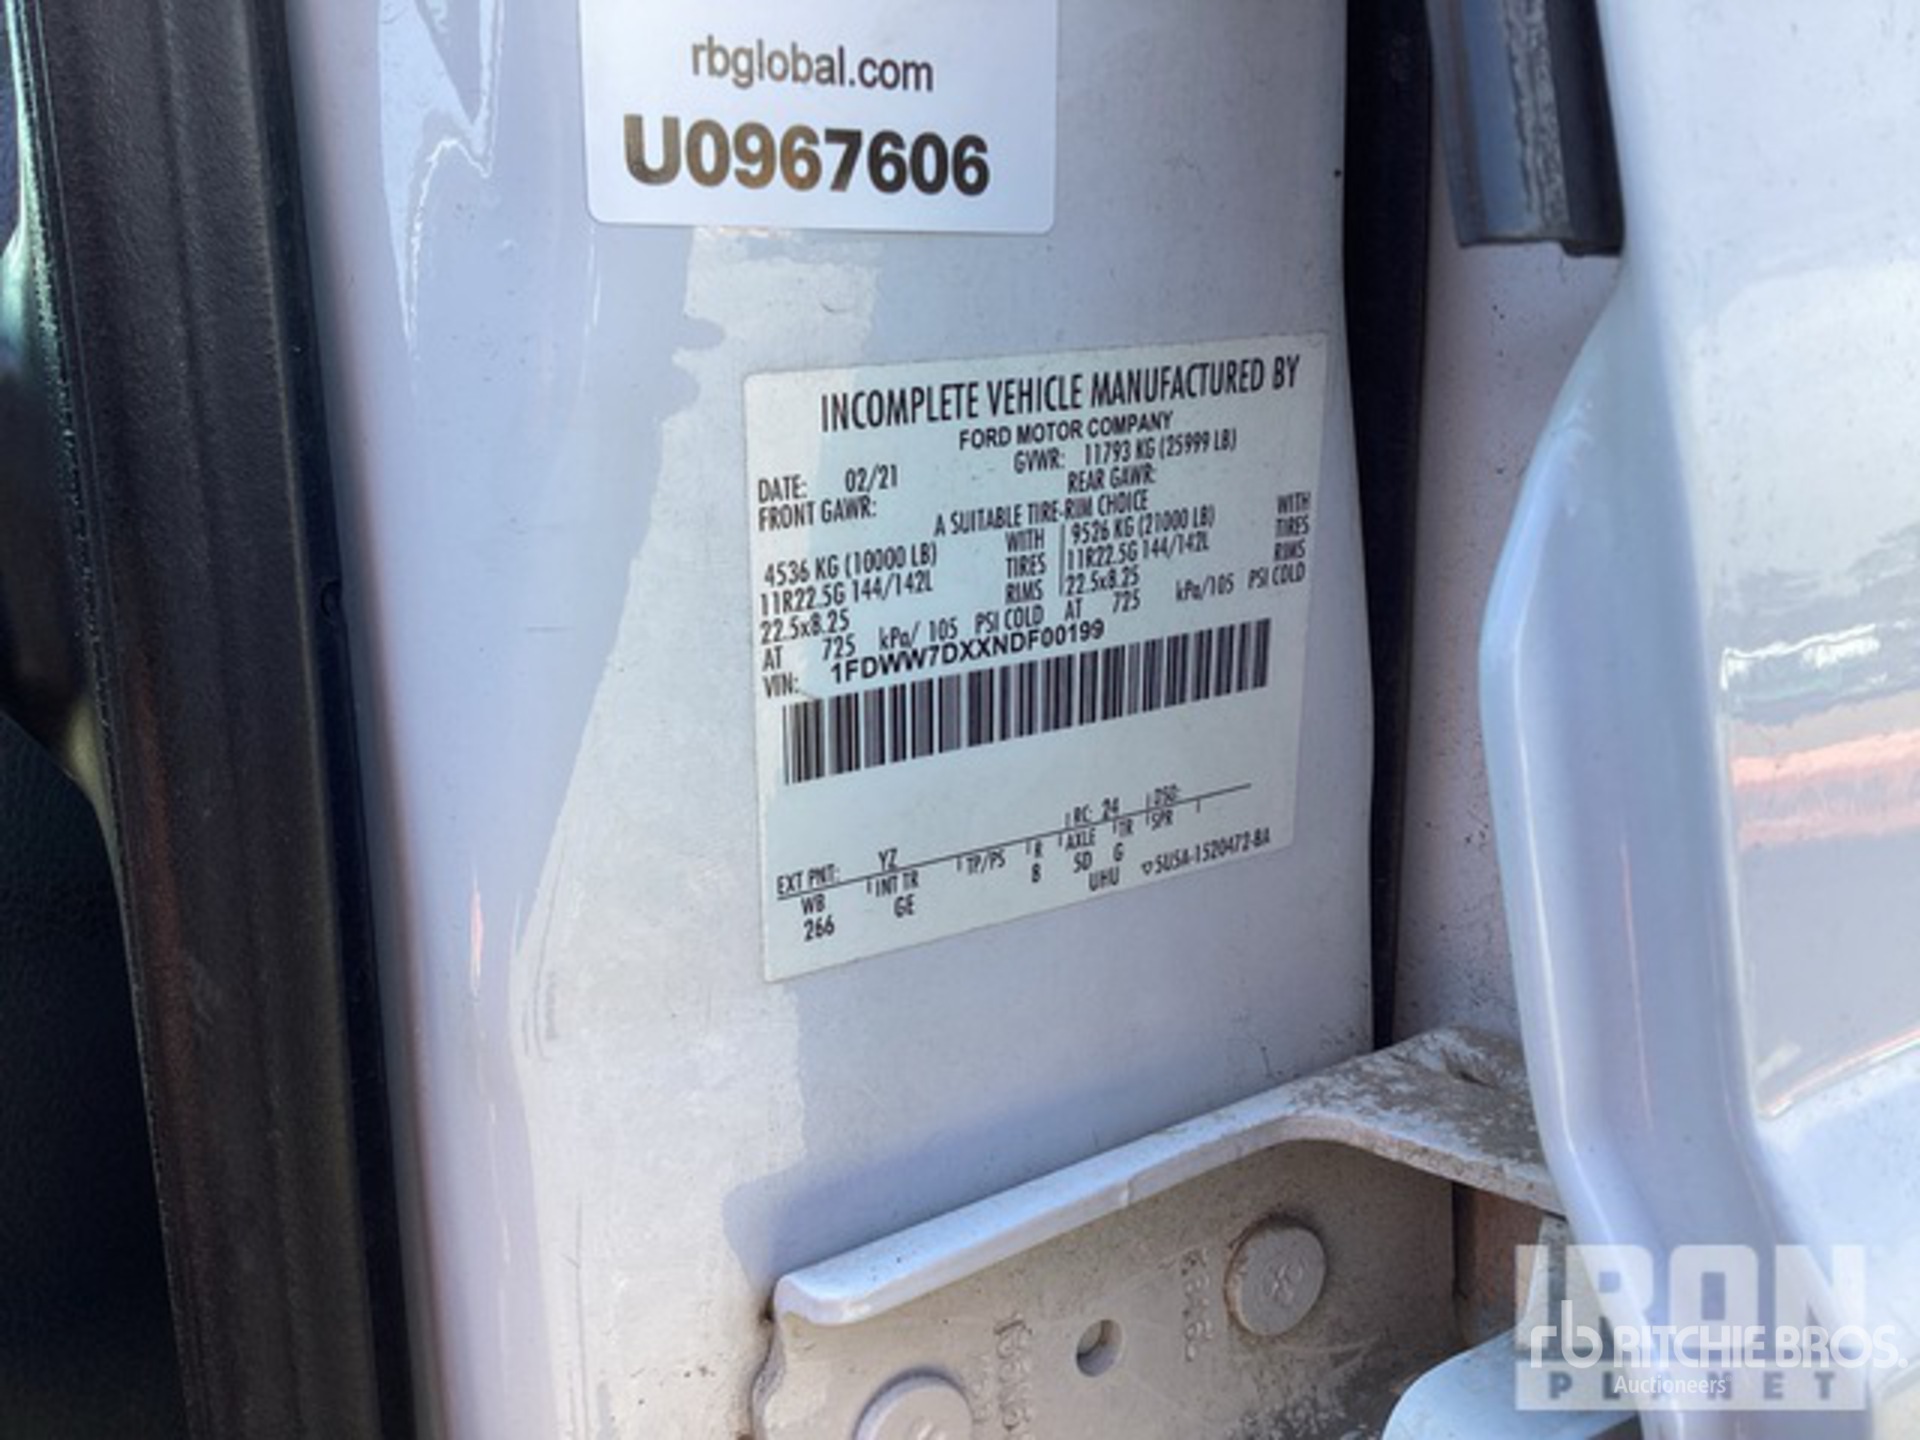 rbglobal.com
U0967606
INCOMPLETE VEHICLE MANUFACTURED BY
FORD MOTOR COMPANY
DATE: 02/21 GVWR: 11793 KG (25999 LB)
FRONT GAWR: REAR GAWR:
A SUITABLE TIRE-RIM CHOICE
4536 KG (10000 LB) WITH 9526 KG (21000 LB) WITH
11R22.5G 144/142L TIRES 11R22.5G 144/142L TIRES
22.5x8.25 RIMS 22.5x8.25 RIMS
AT 725 kPa/ 105 PSI COLD AT 725 kPa/105 PSI COLD
VIN: 1FDWW7DXXNDF00199
EXT PNT: YZ RC: 24 DSO:
WB INT TR TP/PS R AXLE TR SPR
266 GE B SD G
UHU 5U5A-1520472-BA
IRON
PLANET
rb RITCHIE BROS.
Auctioneers